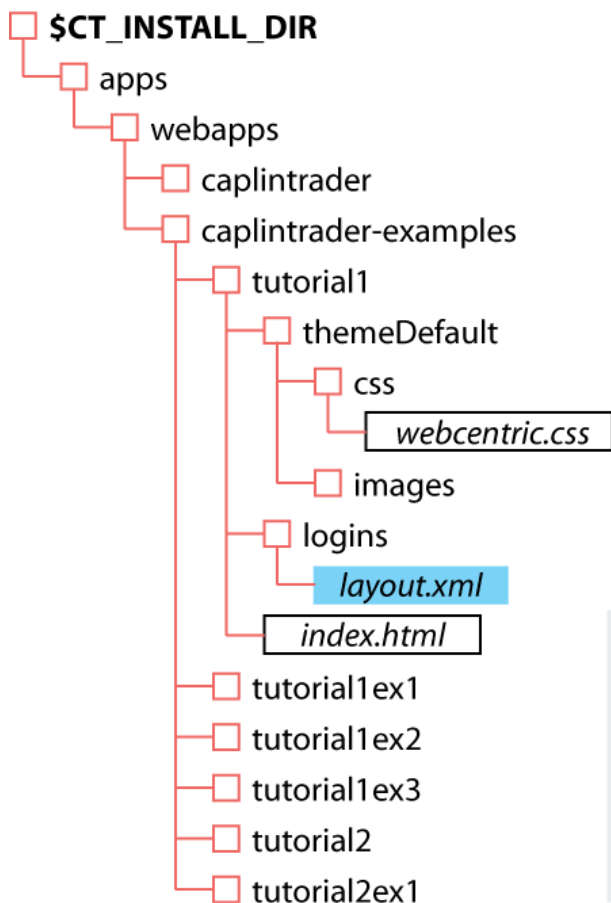 $CT_INSTALL_DIR
apps
webapps
caplintrader
caplintrader-examples
tutorial1
themeDefault
css
webcentric.css
images
logins
layout.xml
index.html
tutorial1ex1
tutorial1ex2
tutorial1ex3
tutorial2
tutorial2ex1